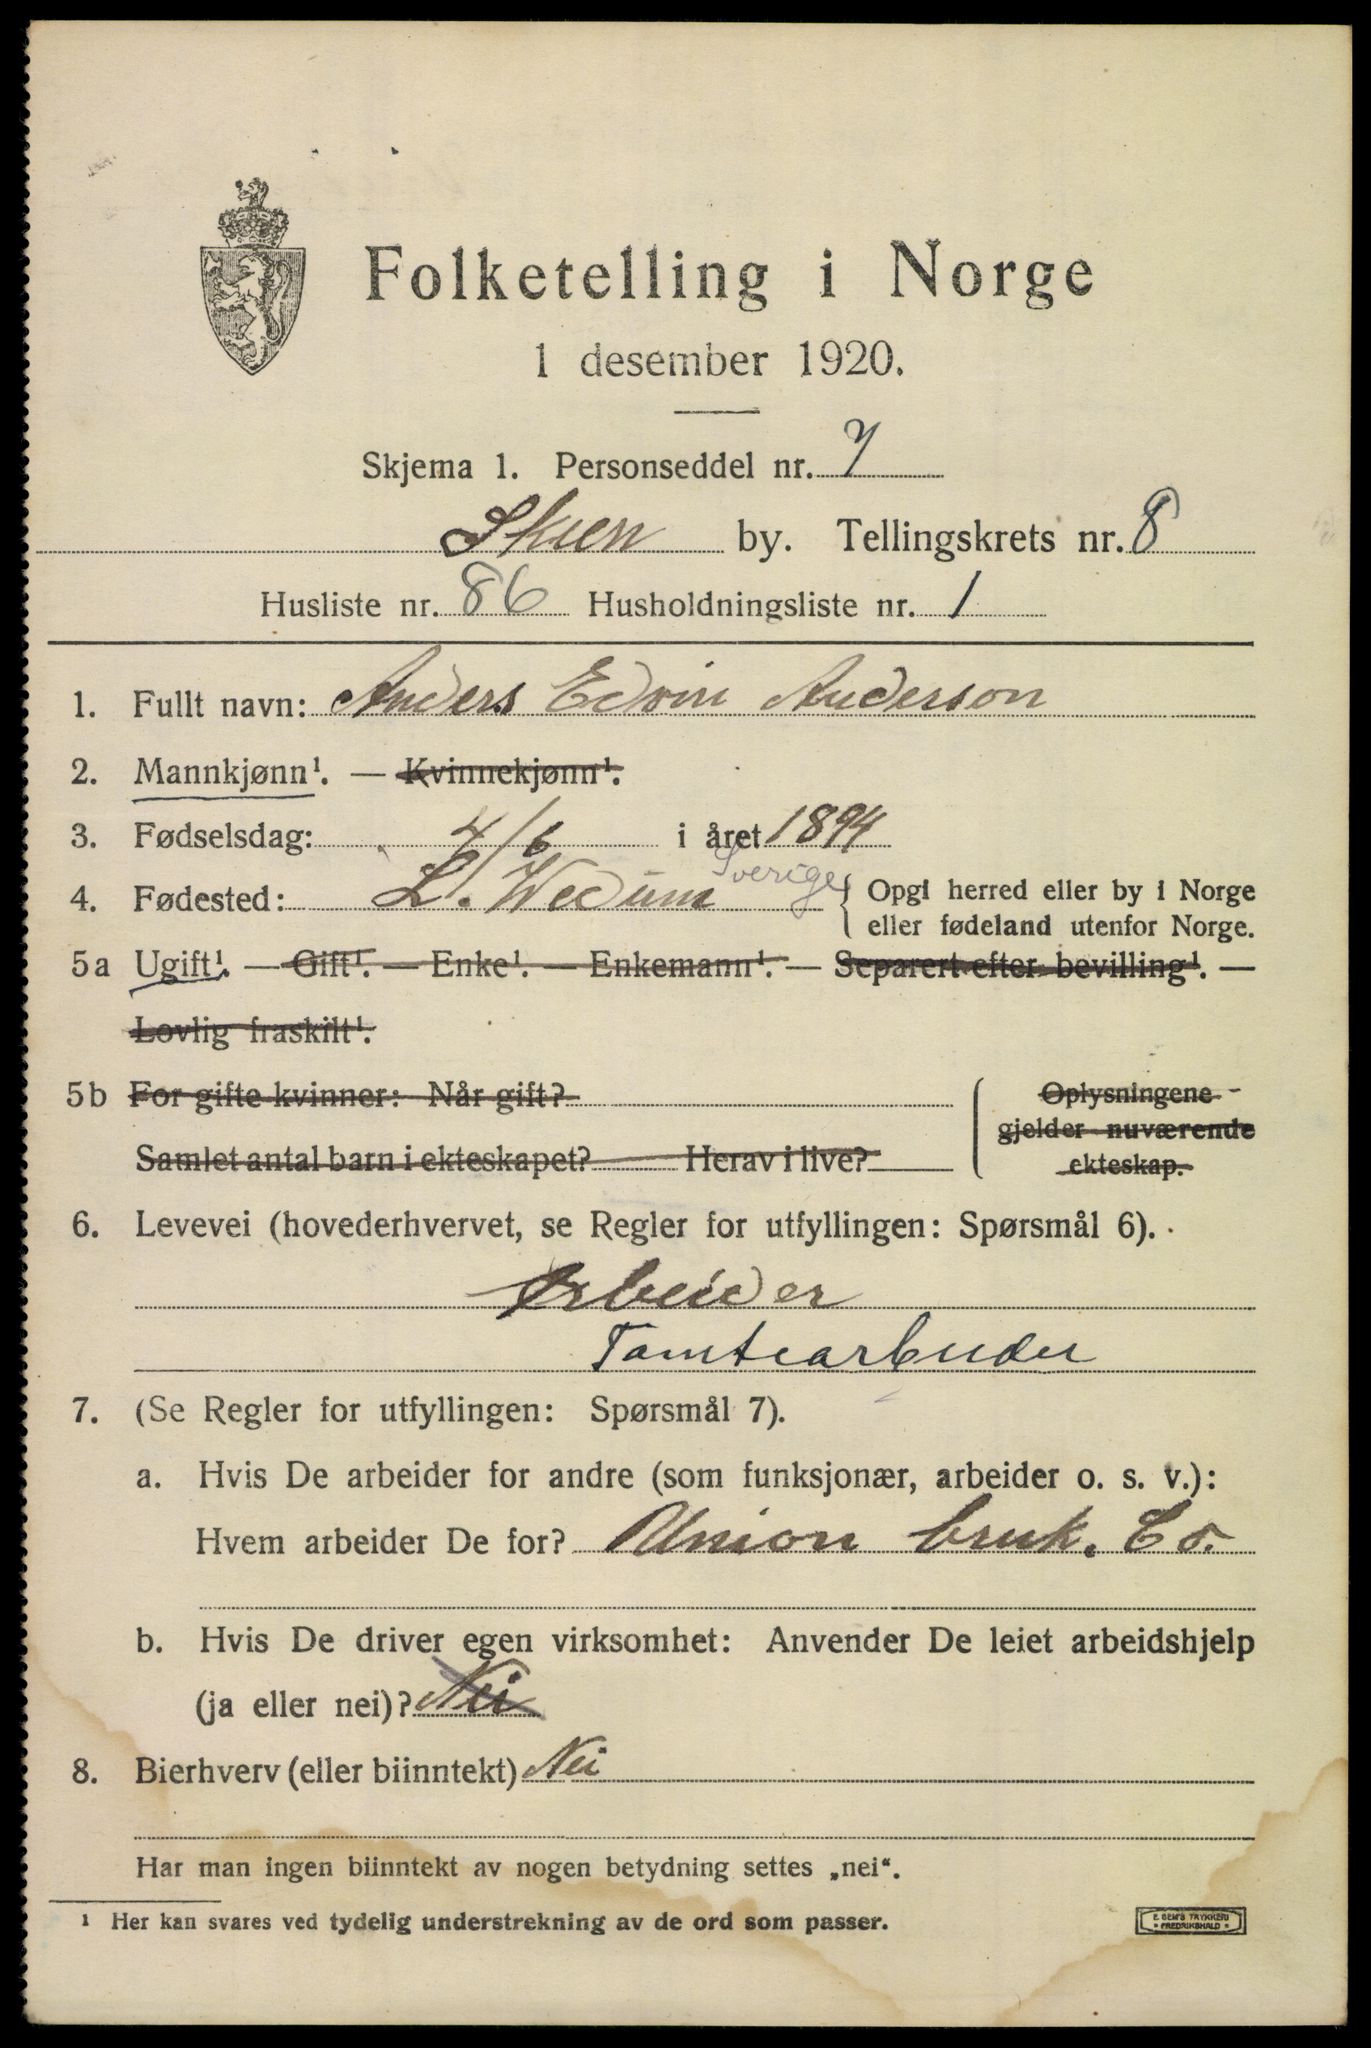 Folketelling i Norge
1 desember 1920.
Skjema 1. Personseddel nr. 7
Skien by. Tellingskrets nr. 8
Husliste nr. 86 Husholdningsliste nr. 1
1. Fullt navn: Anders Edvin Anderson
2. Mannkjønn¹. — Kvinnekjønn¹.
3. Fødselsdag: 4/6 i året 1894
4. Fødested: L. Wedum Sverige { Opgi herred eller by i Norge
eller fødeland utenfor Norge.
5a Ugift¹. — Gift¹. — Enke¹. — Enkemann¹. — Separert efter bevilling¹. —
Lovlig fraskilt¹.
5b For gifte kvinner: Når gift? ( Oplysningene
gjelder nuværende
Samlet antal barn i ekteskapet? Herav i live?
ekteskap.
6. Levevei (hovederhvervet, se Regler for utfyllingen: Spørsmål 6).
Arbeider
Tomtearbeider
7. (Se Regler for utfyllingen: Spørsmål 7).
a. Hvis De arbeider for andre (som funksjonær, arbeider o. s. v.):
Hvem arbeider De for? Union bruk. Co.
b. Hvis De driver egen virksomhet: Anvender De leiet arbeidshjelp
(ja eller nei)? Nei
8. Bierhverv (eller biinntekt) Nei
Har man ingen biinntekt av nogen betydning settes „nei“.
¹ Her kan svares ved tydelig understrekning av de ord som passer.
E. SEM'S TRYKKERI
FREDRIKSHALD